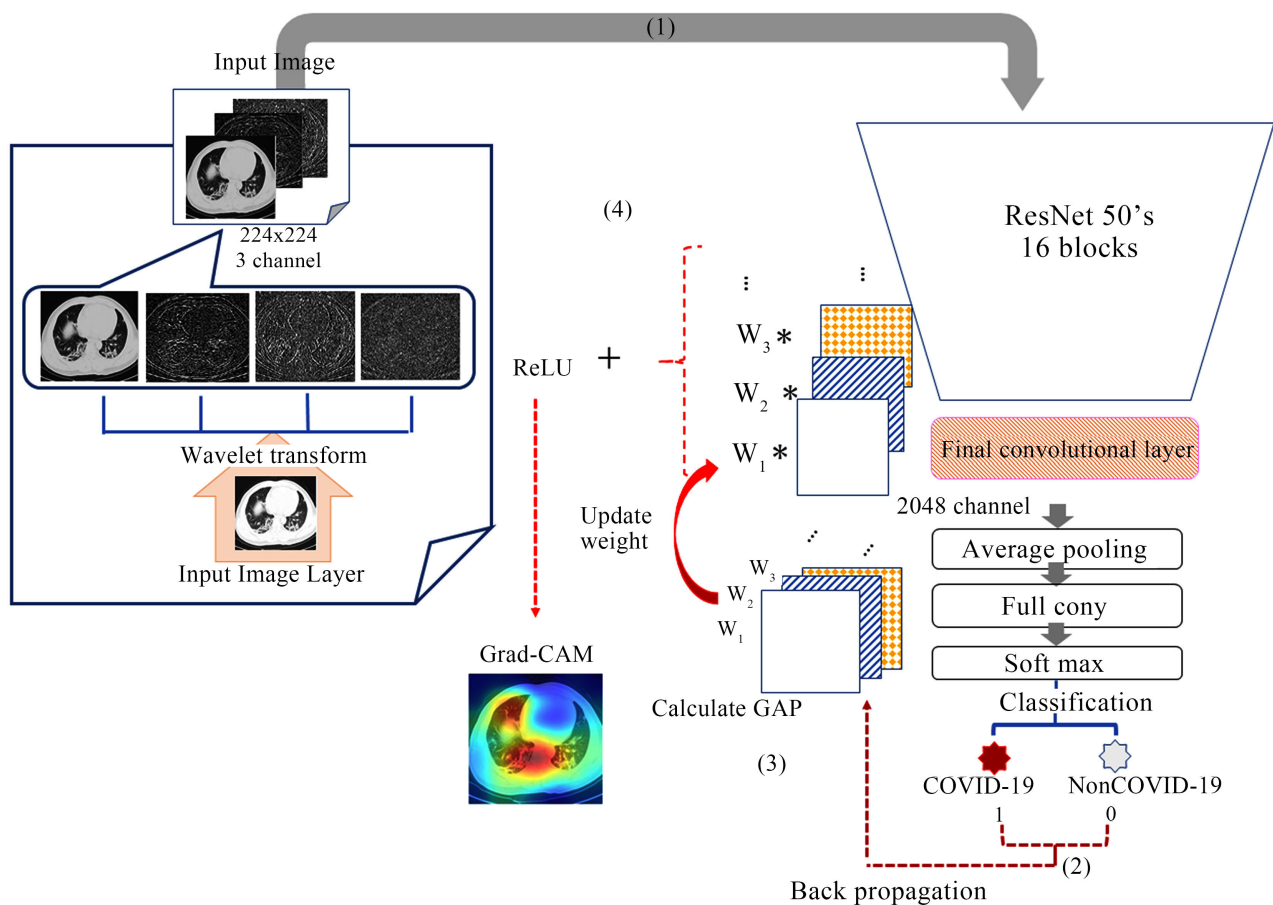 (1)
Input Image
224x224
3 channel
Wavelet transform
Input Image Layer
ResNet 50's
16 blocks
(4)
...
...
W3 *
W2 *
W1 *
ReLU +
Final convolutional layer
2048 channel
Average pooling
Full cony
Soft max
Classification
COVID-19
1
NonCOVID-19
0
(2)
Back propagation
Update
weight
...
...
W3
W2
W1
Calculate GAP
(3)
Grad-CAM